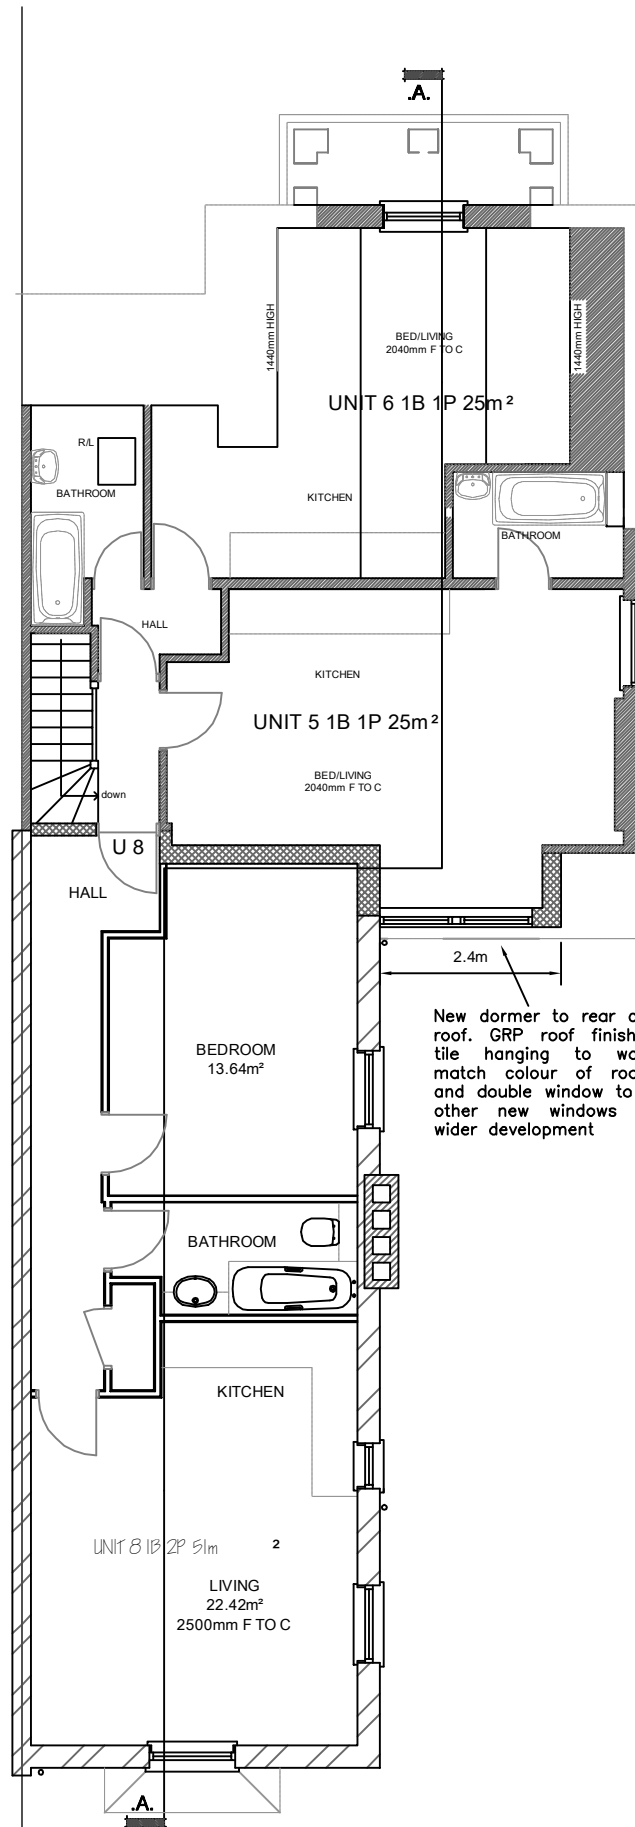 .A.
1440mm HIGH
BED/LIVING
2040mm F TO C
1440mm HIGH
UNIT 6 1B 1P 25m²
R/L
BATHROOM
KITCHEN
BATHROOM
HALL
KITCHEN
UNIT 5 1B 1P 25m²
BED/LIVING
2040mm F TO C
down
U 8
HALL
2.4m
New dormer to rear
roof. GRP roof finish
tile hanging to
match colour of
and double window to
other new windows
wider development
BEDROOM
13.64m²
BATHROOM
KITCHEN
UNIT 8 1B 2P 51m 2
LIVING
22.42m²
2500mm F TO C
.A.